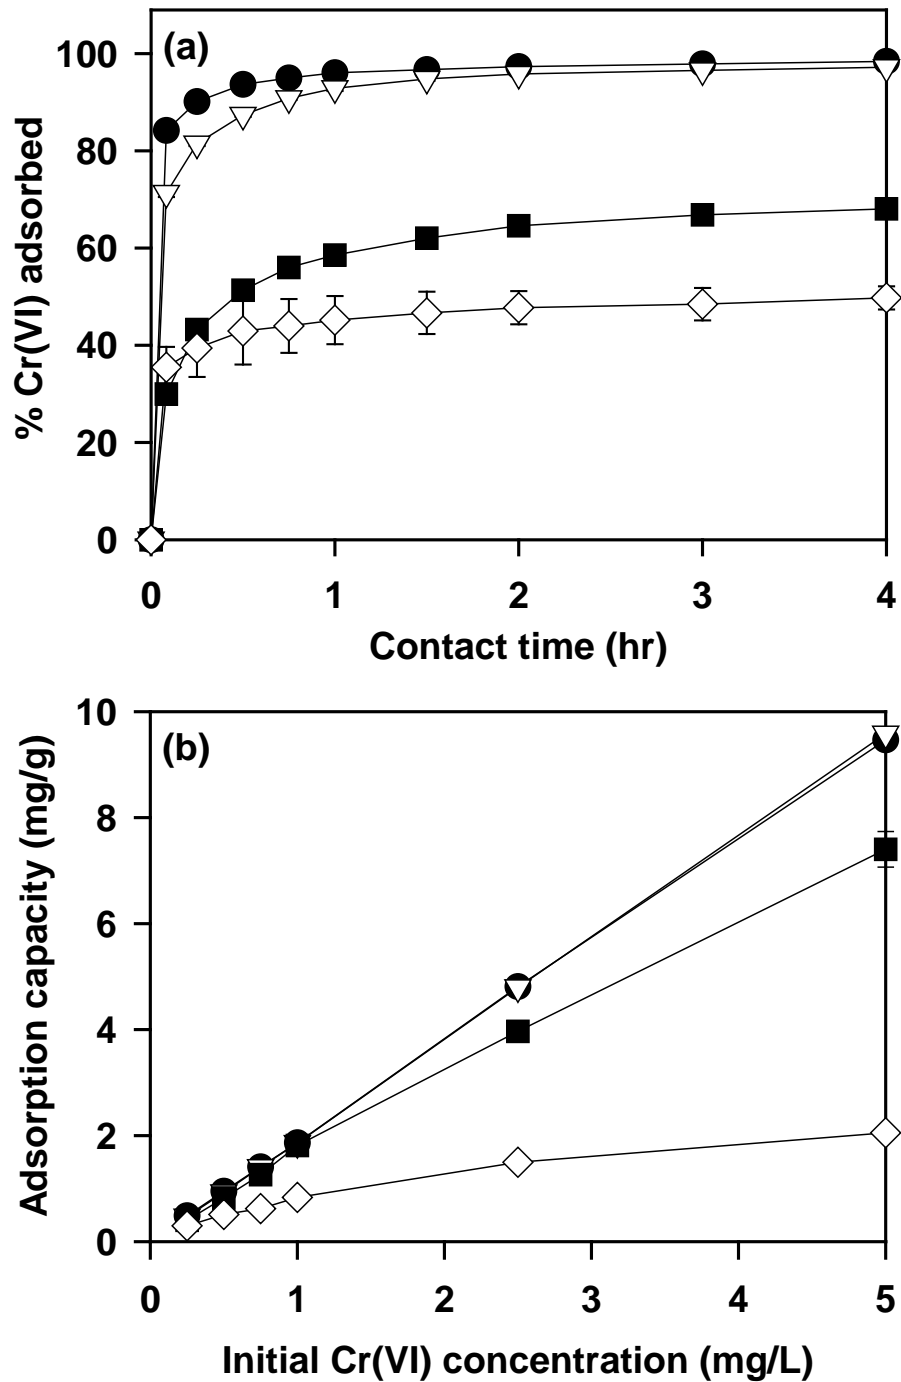 (a)
100
80
60
40
20
0
% Cr(VI) adsorbed
0 1 2 3 4
Contact time (hr)
(b)
10
8
6
4
2
0
Adsorption capacity (mg/g)
0 1 2 3 4 5
Initial Cr(VI) concentration (mg/L)